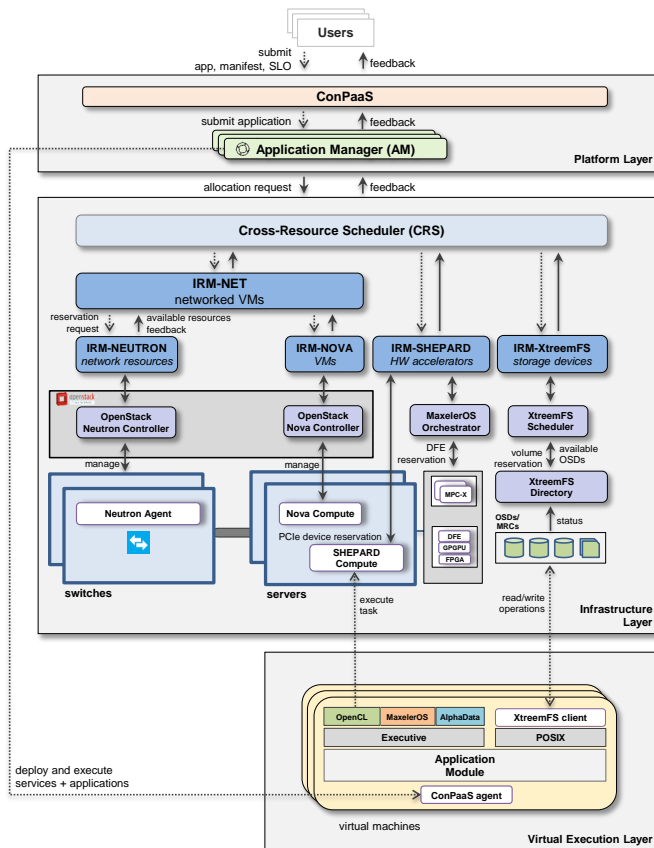 Users
submit
app, manifest, SLO
feedback
ConPaaS
submit application
feedback
Application Manager (AM)
Platform Layer
allocation request
feedback
Cross-Resource Scheduler (CRS)
IRM-NET
networked VMs
reservation
request
available resources
feedback
IRM-NEUTRON
network resources
IRM-NOVA
VMs
IRM-SHEPARD
HW accelerators
IRM-XtreemFS
storage devices
openstack
OpenStack
Neutron Controller
OpenStack
Nova Controller
MaxelerOS
Orchestrator
XtreemFS
Scheduler
manage
manage
DFE
reservation
volume
reservation
available
OSDs
XtreemFS
Directory
Neutron Agent
Nova Compute
MPC-X
PCIe device reservation
SHEPARD
Compute
DFE
GPGPU
FPGA
OSDs/
MRCs
status
switches
servers
execute
task
read/write
operations
Infrastructure
Layer
OpenCL
MaxelerOS
AlphaData
XtreemFS client
Executive
POSIX
Application
Module
deploy and execute
services + applications
ConPaaS agent
virtual machines
Virtual Execution Layer